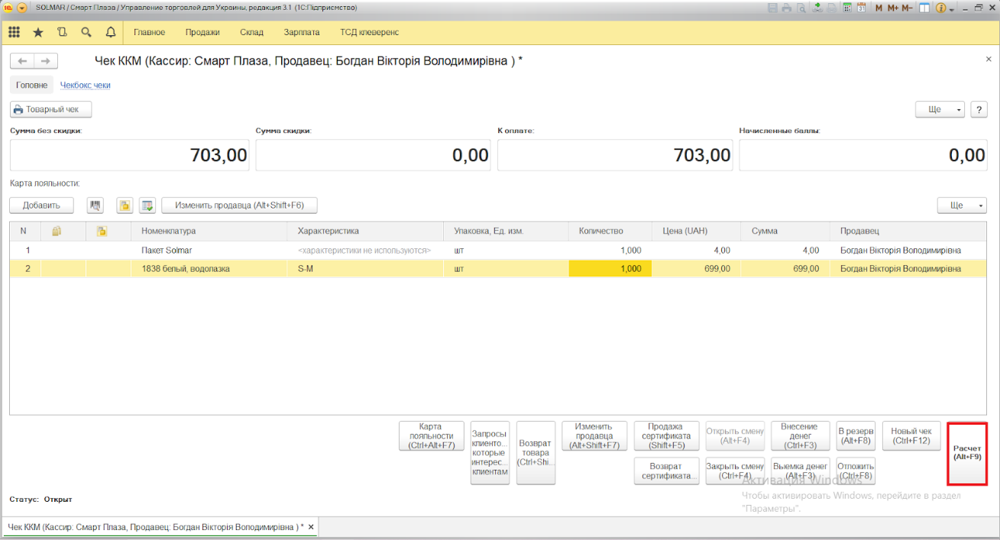 SOLMAR / Смарт Плаза / Управление торговлей для Украины, редакция 3.1 (1С:Підприємство)
M M+ M-
Главное Продажи Склад Зарплата ТСД клеверенс
Чек ККМ (Кассир: Смарт Плаза, Продавец: Богдан Вікторія Володимирівна ) *
Головне Чекбокс чеки
Товарный чек Ще ?
Сумма без скидки: Сумма скидки: К оплате: Начисленные баллы:
703,00 0,00 703,00 0,00
Карта лояльности:
Добавить Изменить продавца (Alt+Shift+F6) Ще
N Номенклатура Характеристика Упаковка, Ед. изм. Количество Цена (UAH) Сумма Продавец
1 Пакет Solmar <характеристики не используются> шт 1,000 4,00 4,00 Богдан Вікторія Володимирівна
2 1838 белый, водолазка S-M шт 1,000 699,00 699,00 Богдан Вікторія Володимирівна
Карта
лояльности
(Ctrl+Alt+F7)
Запросы
клиенто...
которые
интерес...
клиентам
Возврат
товара
(Ctrl+Shi...
Изменить
продавца
(Alt+Shift+F7)
Продажа
сертификата
(Shift+F5)
Открыть смену
(Alt+F4)
Внесение
денег
(Ctrl+F3)
В резерв
(Alt+F8)
Новый чек
(Ctrl+F12)
Расчет
(Alt+F9)
Возврат
сертификата...
Закрыть смену
(Ctrl+F4)
Выемка денег
(Alt+F3)
Отложить
(Ctrl+F8)
Активация Windows
Чтобы активировать Windows, перейдите в раздел
"Параметры".
Статус: Открыт
Чек ККМ (Кассир: Смарт Плаза, Продавец: Богдан Вікторія Володимирівна ) * ×